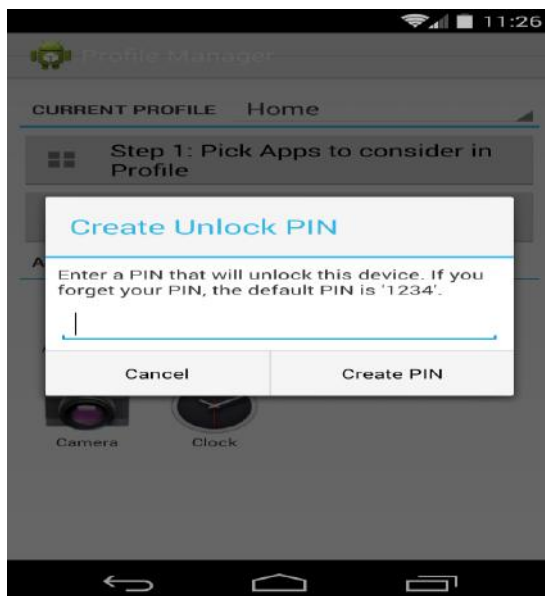 11:26
Profile Manager
CURRENT PROFILE Home
Step 1: Pick Apps to consider in
Profile
Create Unlock PIN
A
Enter a PIN that will unlock this device. If you
forget your PIN, the default PIN is '1234'.
Cancel Create PIN
Camera Clock